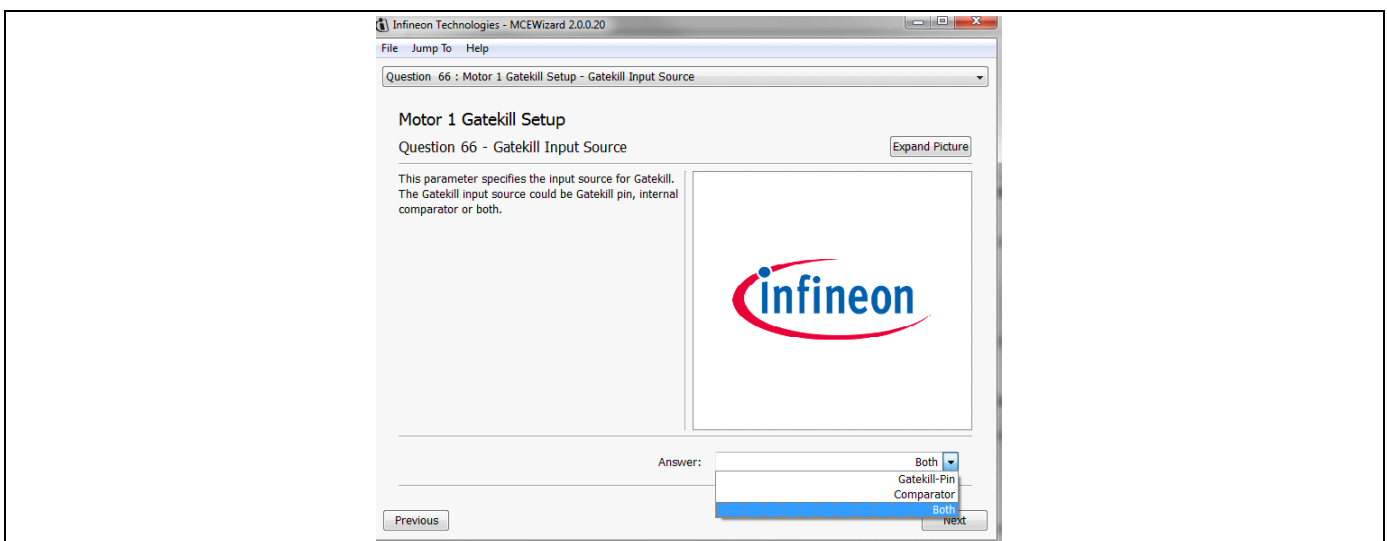 Infineon Technologies - MCEWizard 2.0.0.20
File Jump To Help
Question 66 : Motor 1 Gatekill Setup - Gatekill Input Source
Motor 1 Gatekill Setup
Question 66 - Gatekill Input Source
Expand Picture
This parameter specifies the input source for Gatekill.
The Gatekill input source could be Gatekill pin, internal
comparator or both.
infineon
Answer:
Both
Gatekill-Pin
Comparator
Both
Previous
Next